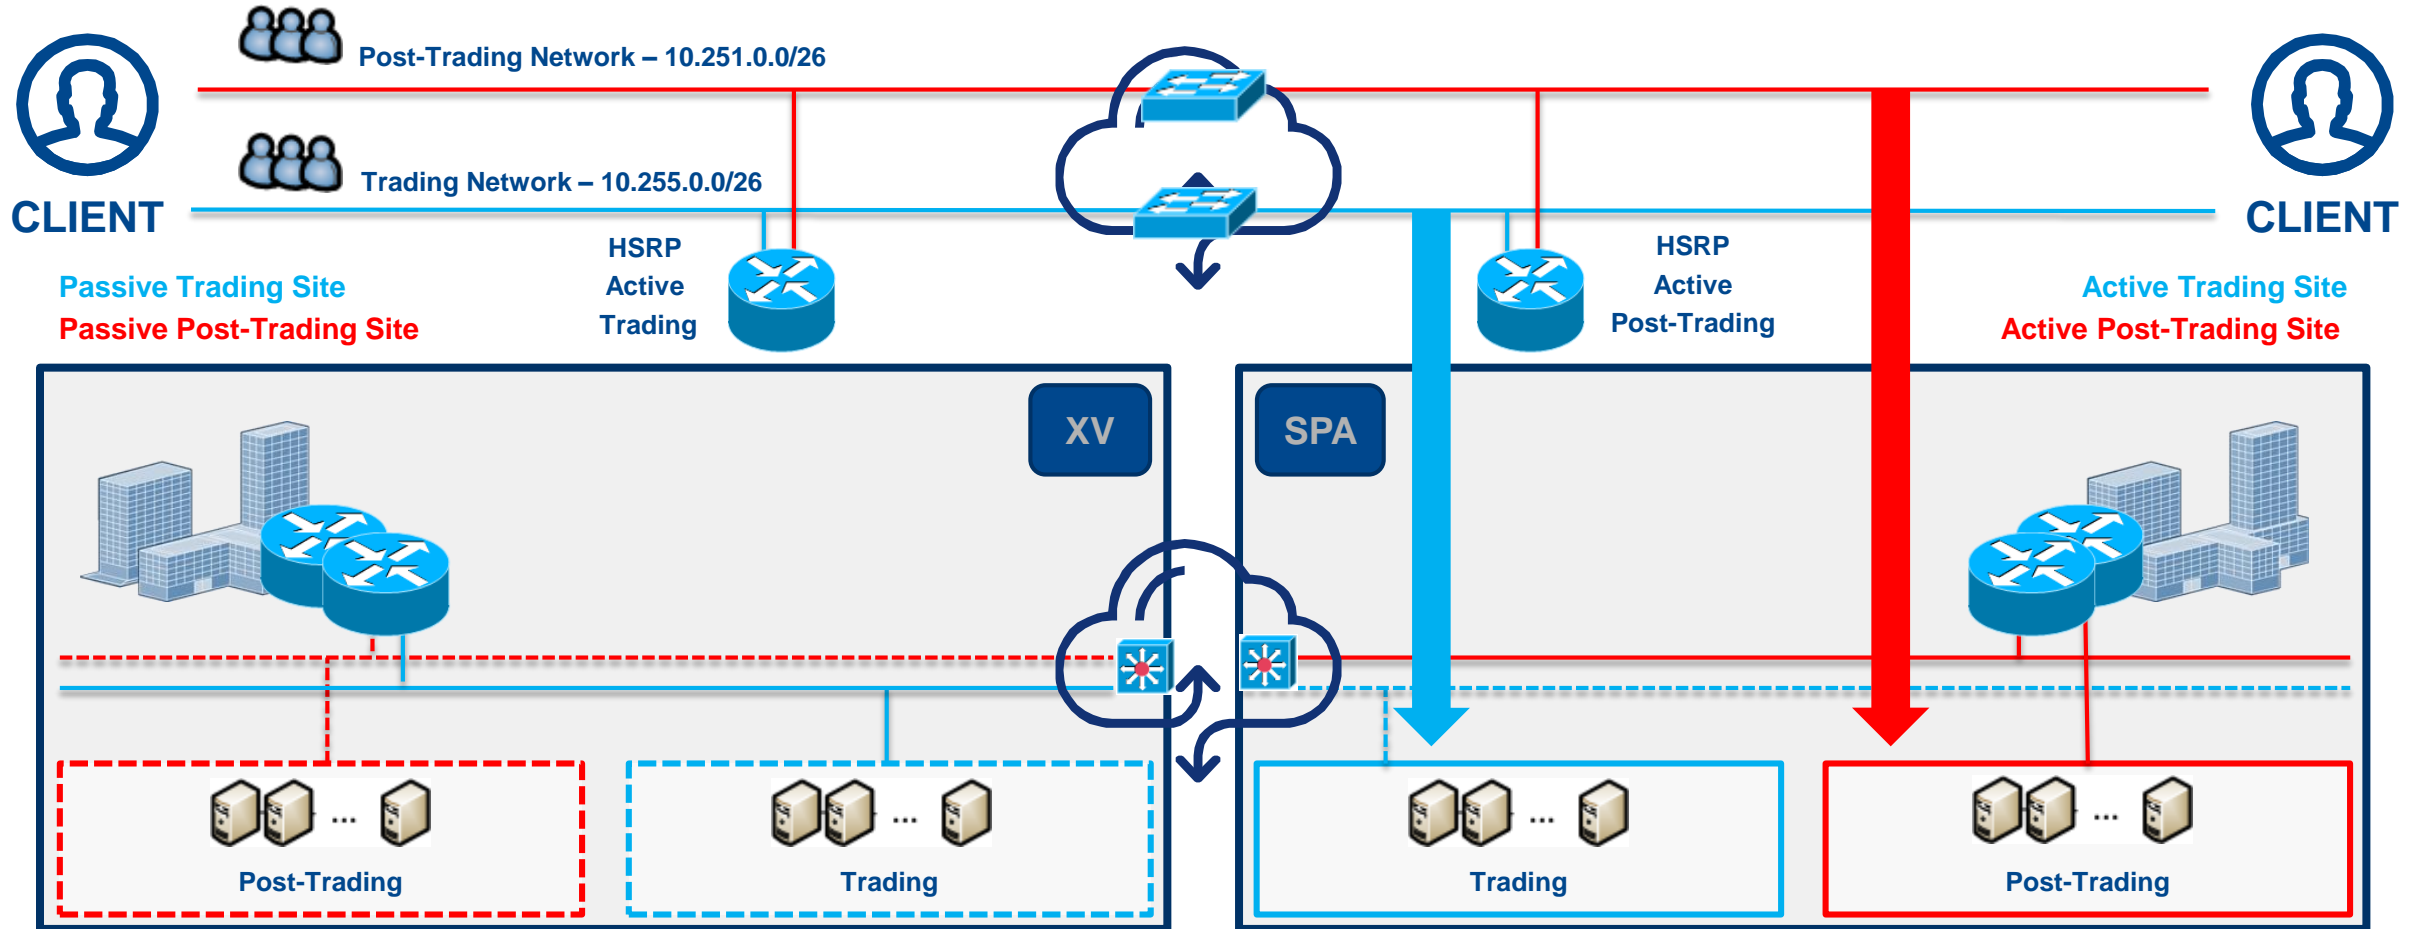 Post-Trading Network – 10.251.0.0/26
Trading Network – 10.255.0.0/26
CLIENT
CLIENT
HSRP
Active
Trading
HSRP
Active
Post-Trading
Passive Trading Site
Passive Post-Trading Site
Active Trading Site
Active Post-Trading Site
XV
SPA
...
Post-Trading
...
Trading
...
Trading
...
Post-Trading